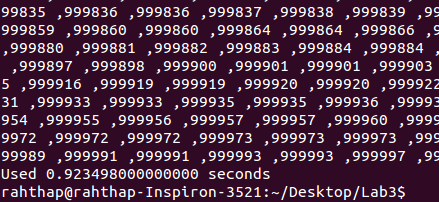 99835 ,999836 ,999836 ,999837 ,999838 ,999839 ,99
999859 ,999860 ,999860 ,999864 ,999864 ,999866 ,9
,999880 ,999881 ,999882 ,999883 ,999884 ,999884 ,
,999897 ,999898 ,999900 ,999901 ,999901 ,999903
5 ,999916 ,999919 ,999919 ,999920 ,999920 ,999922
31 ,999933 ,999933 ,999935 ,999935 ,999936 ,99993
954 ,999955 ,999956 ,999956 ,999957 ,999960 ,9999
9972 ,999972 ,999972 ,999973 ,999973 ,999973 ,999
99989 ,999991 ,999991 ,999993 ,999993 ,999997 ,99
Used 0.923498000000000 seconds
rahthap@rahthap-Inspiron-3521:~/Desktop/Lab3$